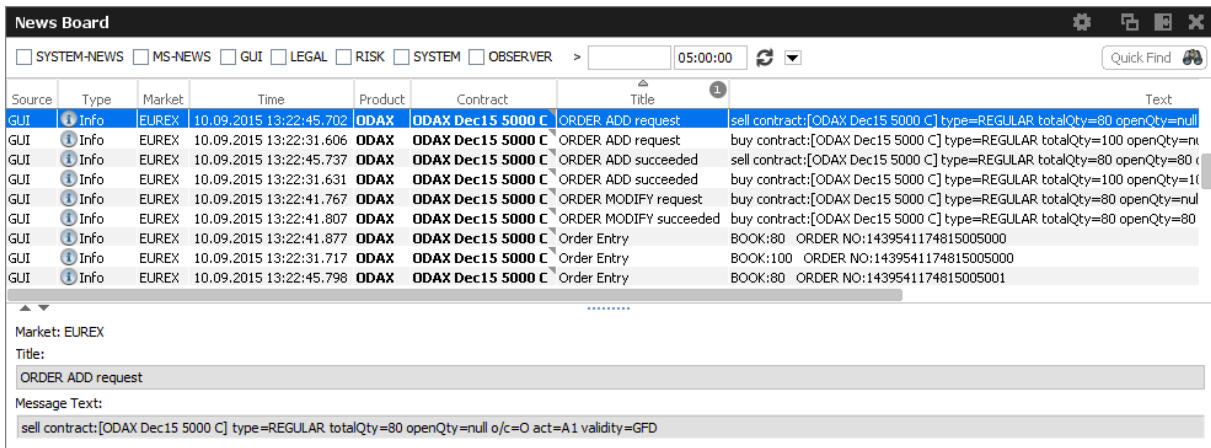 News Board
SYSTEM-NEWS MS-NEWS GUI LEGAL RISK SYSTEM OBSERVER > 05:00:00 Quick Find
1
Source Type Market Time Product Contract Title Text
GUI Info EUREX 10.09.2015 13:22:45.702 ODAX ODAX Dec15 5000 C ORDER ADD request sell contract:[ODAX Dec15 5000 C] type=REGULAR totalQty=80 openQty=null
GUI Info EUREX 10.09.2015 13:22:31.606 ODAX ODAX Dec15 5000 C ORDER ADD request buy contract:[ODAX Dec15 5000 C] type=REGULAR totalQty=100 openQty=nu
GUI Info EUREX 10.09.2015 13:22:45.737 ODAX ODAX Dec15 5000 C ORDER ADD succeeded sell contract:[ODAX Dec15 5000 C] type=REGULAR totalQty=80 openQty=80
GUI Info EUREX 10.09.2015 13:22:31.631 ODAX ODAX Dec15 5000 C ORDER ADD succeeded buy contract:[ODAX Dec15 5000 C] type=REGULAR totalQty=100 openQty=10
GUI Info EUREX 10.09.2015 13:22:41.767 ODAX ODAX Dec15 5000 C ORDER MODIFY request buy contract:[ODAX Dec15 5000 C] type=REGULAR totalQty=80 openQty=nul
GUI Info EUREX 10.09.2015 13:22:41.807 ODAX ODAX Dec15 5000 C ORDER MODIFY succeeded buy contract:[ODAX Dec15 5000 C] type=REGULAR totalQty=80 openQty=80
GUI Info EUREX 10.09.2015 13:22:41.877 ODAX ODAX Dec15 5000 C Order Entry BOOK:80 ORDER NO:1439541174815005000
GUI Info EUREX 10.09.2015 13:22:31.717 ODAX ODAX Dec15 5000 C Order Entry BOOK:100 ORDER NO:1439541174815005000
GUI Info EUREX 10.09.2015 13:22:45.798 ODAX ODAX Dec15 5000 C Order Entry BOOK:80 ORDER NO:1439541174815005001
Market: EUREX
Title:
ORDER ADD request
Message Text:
sell contract:[ODAX Dec15 5000 C] type=REGULAR totalQty=80 openQty=null o/c=O act=A1 validity=GFD